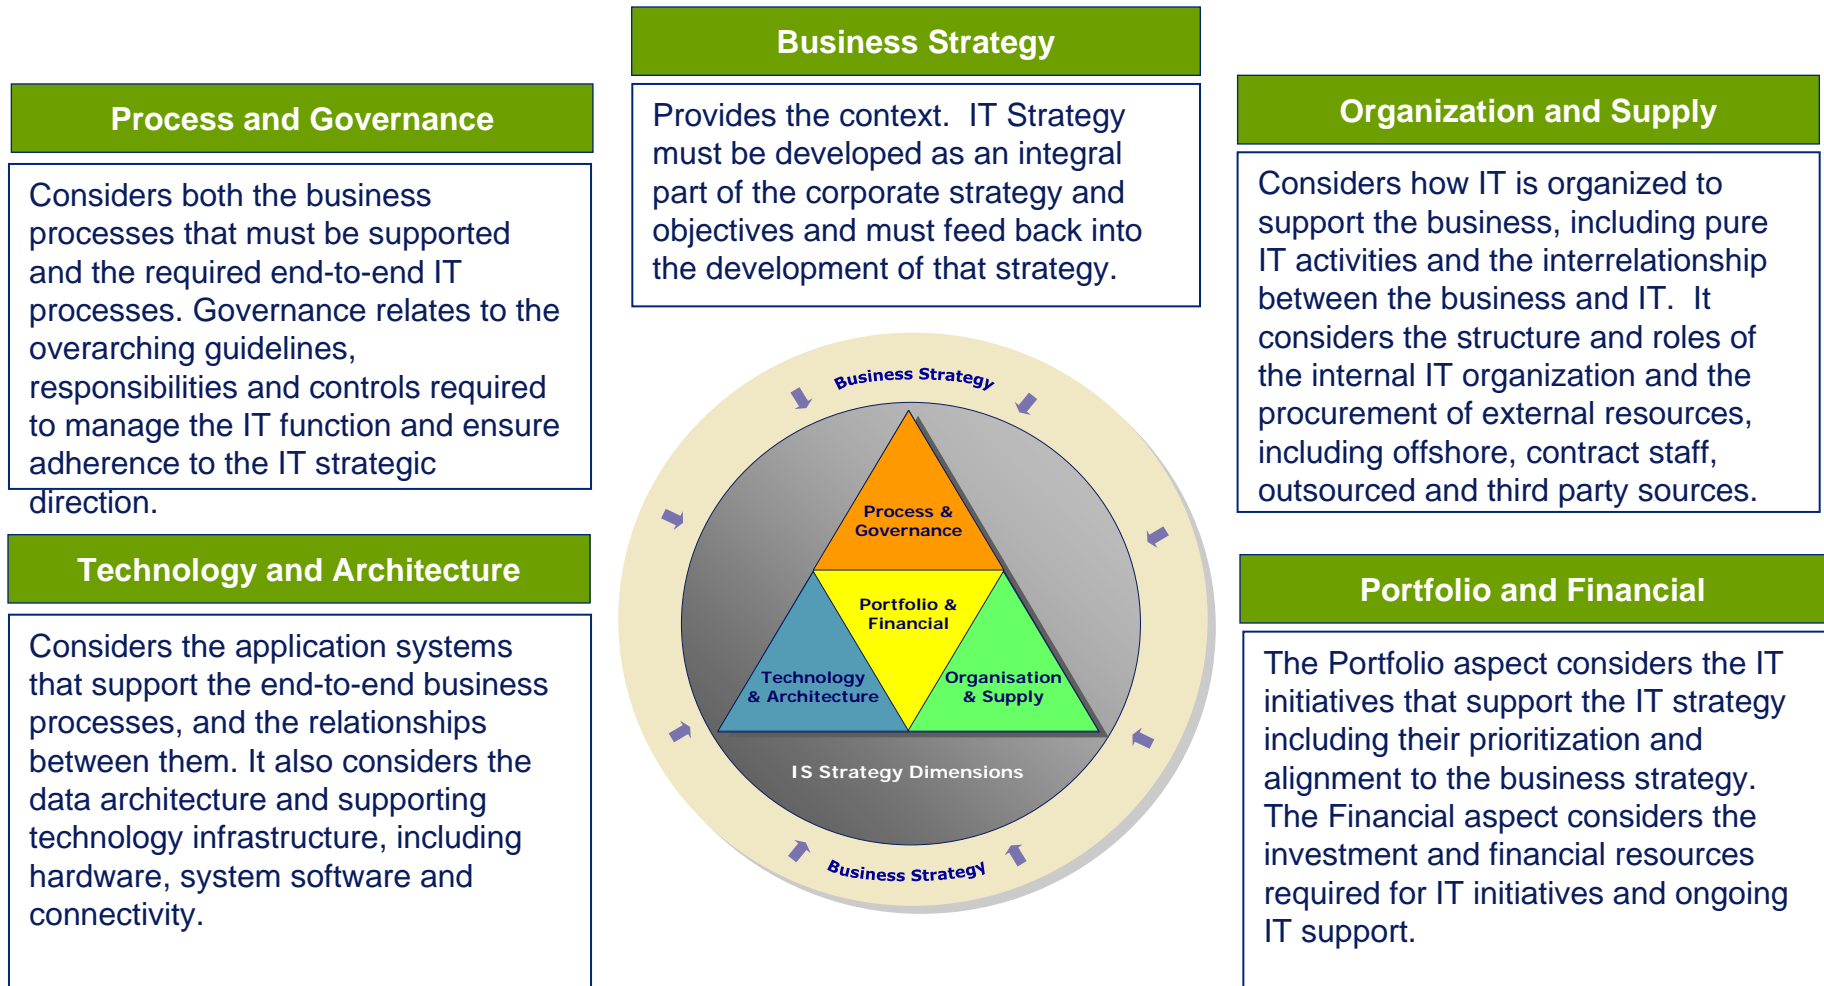 Business Strategy
Provides the context.  IT Strategy
must be developed as an integral
part of the corporate strategy and
objectives and must feed back into
the development of that strategy.
Process and Governance
Considers both the business
processes that must be supported
and the required end-to-end IT
processes. Governance relates to the
overarching guidelines,
responsibilities and controls required
to manage the IT function and ensure
adherence to the IT strategic
direction.
Organization and Supply
Considers how IT is organized to
support the business, including pure
IT activities and the interrelationship
between the business and IT.  It
considers the structure and roles of
the internal IT organization and the
procurement of external resources,
including offshore, contract staff,
outsourced and third party sources.
Technology and Architecture
Considers the application systems
that support the end-to-end business
processes, and the relationships
between them. It also considers the
data architecture and supporting
technology infrastructure, including
hardware, system software and
connectivity.
Portfolio and Financial
The Portfolio aspect considers the IT
initiatives that support the IT strategy
including their prioritization and
alignment to the business strategy.
The Financial aspect considers the
investment and financial resources
required for IT initiatives and ongoing
IT support.
Business Strategy
Process &
Governance
Portfolio &
Financial
Technology
& Architecture
Organisation
& Supply
IS Strategy Dimensions
Business Strategy